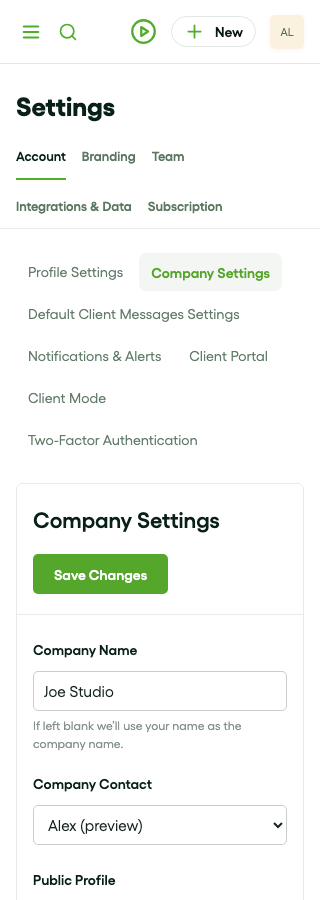 New
AL
Settings
Account Branding Team
Integrations & Data Subscription
Profile Settings Company Settings
Default Client Messages Settings
Notifications & Alerts Client Portal
Client Mode
Two-Factor Authentication
Company Settings
Save Changes
Company Name
Joe Studio
If left blank we'll use your name as the
company name.
Company Contact
Alex (preview)
Public Profile